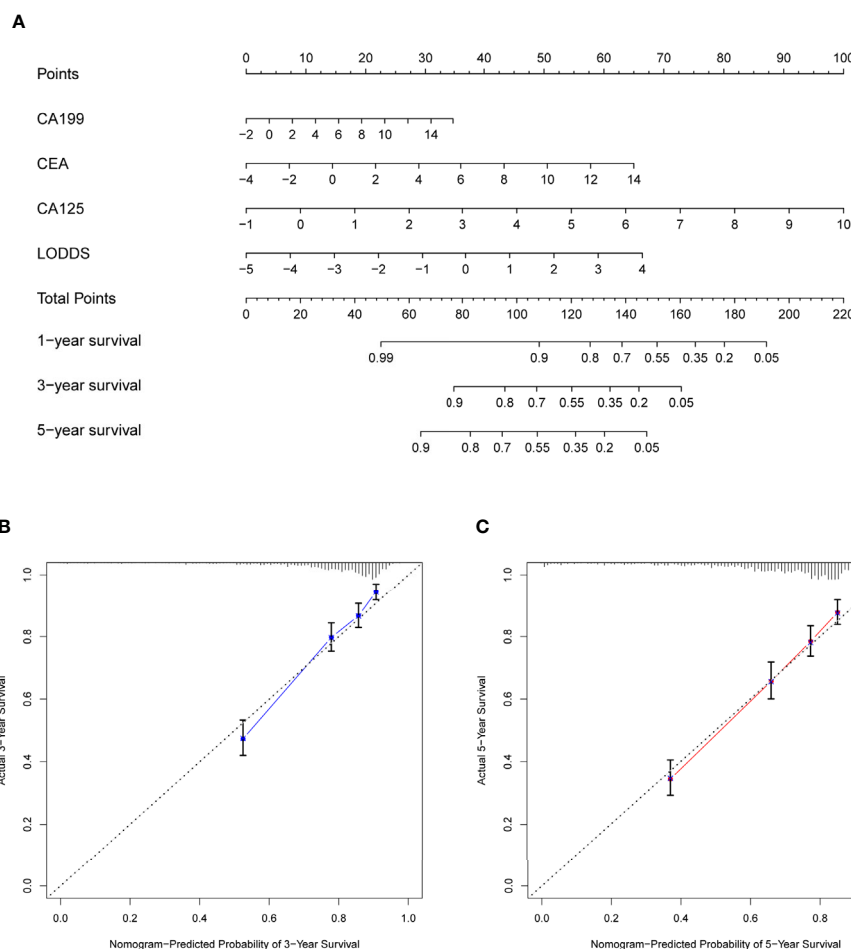 A
Points
0 10 20 30 40 50 60 70 80 90 100
CA199
−2 0 2 4 6 8 10 14
CEA
−4 −2 0 2 4 6 8 10 12 14
CA125
−1 0 1 2 3 4 5 6 7 8 9 10
LODDS
−5 −4 −3 −2 −1 0 1 2 3 4
Total Points
0 20 40 60 80 100 120 140 160 180 200 220
1−year survival
0.99 0.9 0.8 0.7 0.55 0.35 0.2 0.05
3−year survival
0.9 0.8 0.7 0.55 0.35 0.2 0.05
5−year survival
0.9 0.8 0.7 0.55 0.35 0.2 0.05
B
Actual 3−Year Survival
1.0
0.8
0.6
0.4
0.2
0.0
0.0 0.2 0.4 0.6 0.8 1.0
Nomogram−Predicted Probability of 3−Year Survival
C
Actual 5−Year Survival
1.0
0.8
0.6
0.4
0.2
0.0
0.0 0.2 0.4 0.6 0.8
Nomogram−Predicted Probability of 5−Year Survival